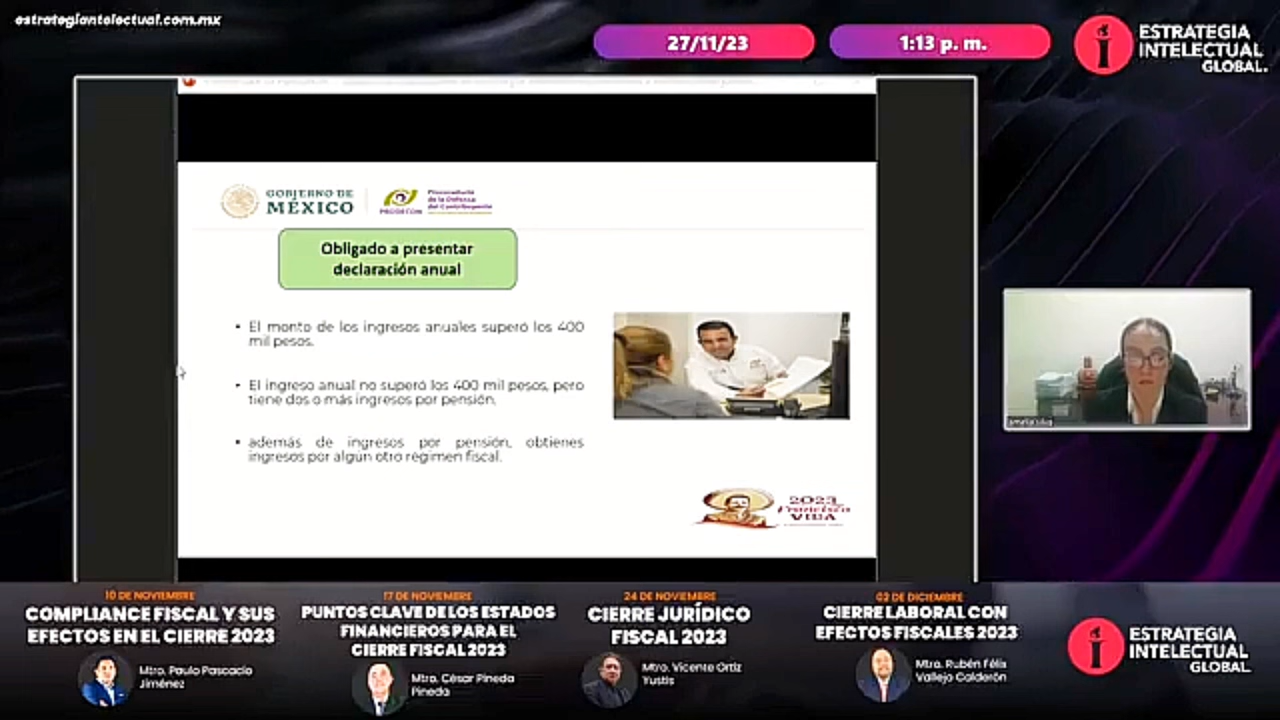 estrategiaintelectual.com.mx
27/11/23
1:13 p. m.
ESTRATEGIA
INTELECTUAL
GLOBAL.
GOBIERNO DE
MÉXICO
PRODECON
Procuraduría
de la Defensa
del Contribuyente
Obligado a presentar
declaración anual
• El monto de los ingresos anuales superó los 400
mil pesos.
• El ingreso anual no superó los 400 mil pesos, pero
tiene dos o más ingresos por pensión.
• además de ingresos por pensión, obtienes
ingresos por algún otro régimen fiscal.
2023
Francisco
VILLA
10 DE NOVIEMBRE
COMPLIANCE FISCAL Y SUS
EFECTOS EN EL CIERRE 2023
Mtro. Paulo Pascacio
Jiménez
17 DE NOVIEMBRE
PUNTOS CLAVE DE LOS ESTADOS
FINANCIEROS PARA EL
CIERRE FISCAL 2023
Mtro. César Pineda
Pineda
24 DE NOVIEMBRE
CIERRE JURÍDICO
FISCAL 2023
Mtro. Vicente Ortiz
Yustis
02 DE DICIEMBRE
CIERRE LABORAL CON
EFECTOS FISCALES 2023
Mtro. Rubén Félix
Vallejo Calderón
ESTRATEGIA
INTELECTUAL
GLOBAL.